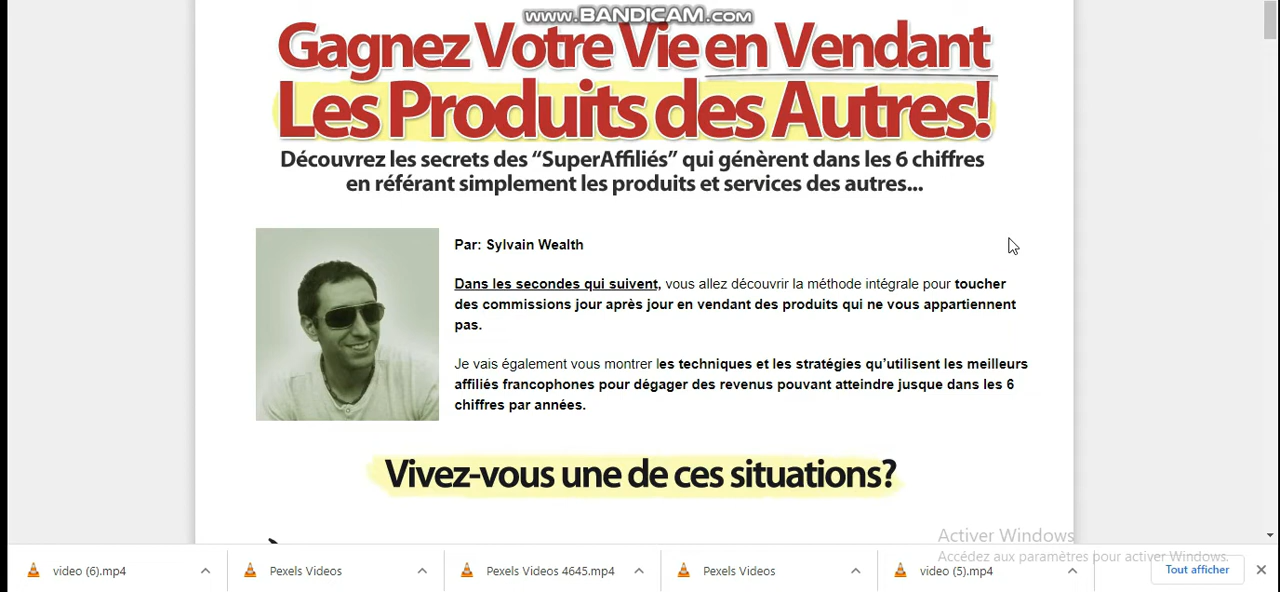 www.BANDICAM.com
Gagnez Votre Vie en Vendant
Les Produits des Autres!
Découvrez les secrets des “SuperAffiliés” qui génèrent dans les 6 chiffres
en référant simplement les produits et services des autres...
Par: Sylvain Wealth
Dans les secondes qui suivent, vous allez découvrir la méthode intégrale pour toucher
des commissions jour après jour en vendant des produits qui ne vous appartiennent
pas.
Je vais également vous montrer les techniques et les stratégies qu’utilisent les meilleurs
affiliés francophones pour dégager des revenus pouvant atteindre jusque dans les 6
chiffres par années.
Vivez-vous une de ces situations?
Activer Windows
Accédez aux paramètres pour activer Windows.
video (6).mp4
Pexels Videos
Pexels Videos 4645.mp4
Pexels Videos
video (5).mp4
Tout afficher